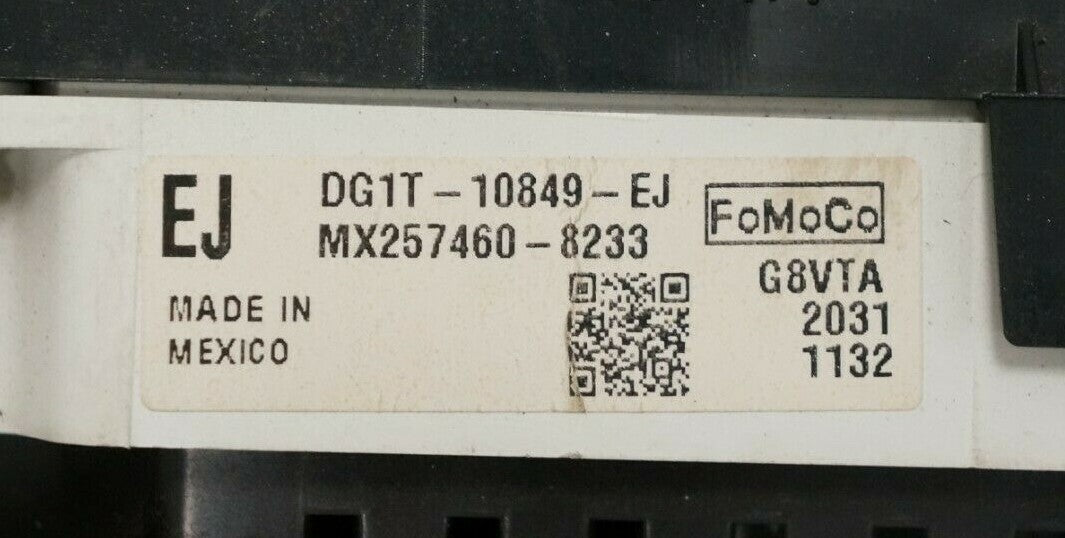 EJ
DG1T-10849-EJ
MX257460-8233
FoMoCo
G8VTA
2031
1132
MADE IN
MEXICO